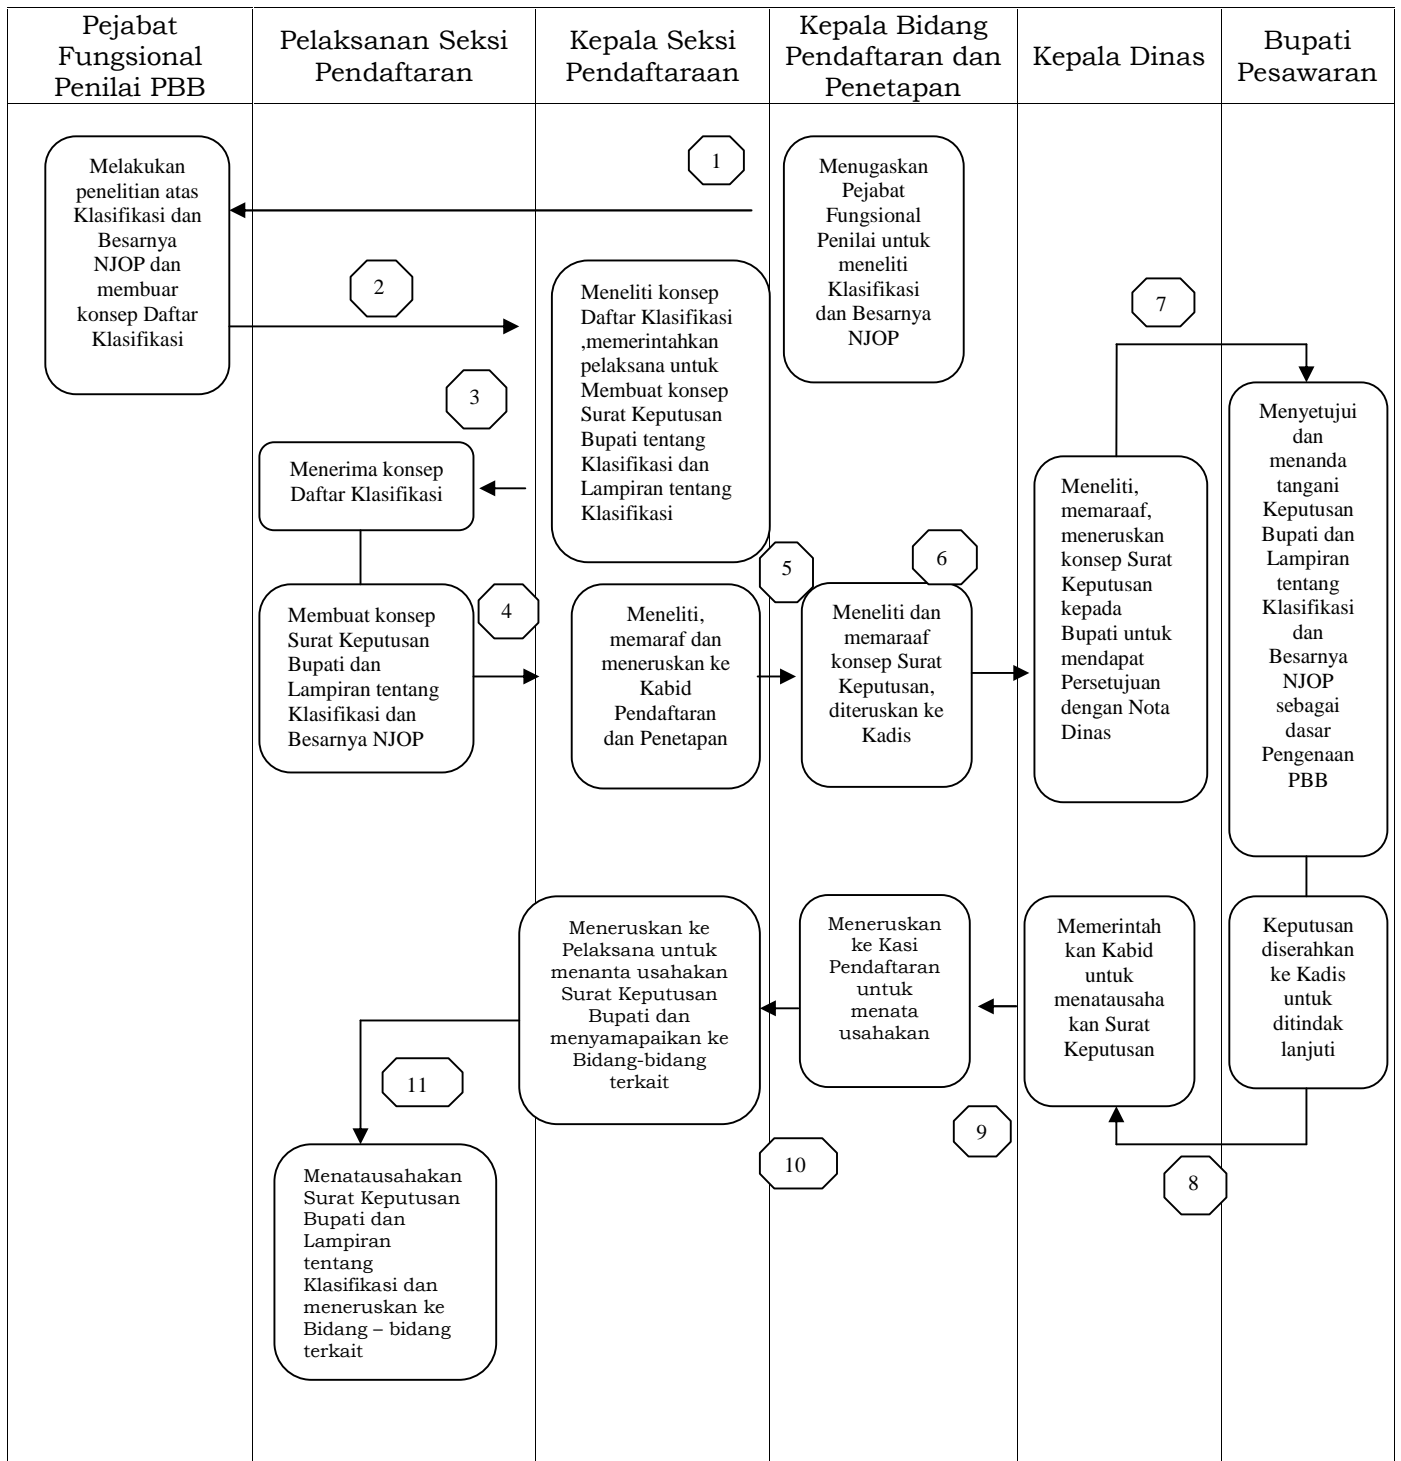 Pejabat
Fungsional
Penilai PBB
Pelaksanan Seksi
Pendaftaran
Kepala Seksi
Pendaftaraan
Kepala Bidang
Pendaftaran dan
Penetapan
Kepala Dinas
Bupati
Pesawaran
Melakukan
penelitian atas
Klasifikasi dan
Besarnya
NJOP dan
membuar
konsep Daftar
Klasifikasi
1
Menugaskan
Pejabat
Fungsional
Penilai untuk
meneliti
Klasifikasi
dan Besarnya
NJOP
2
Meneliti konsep
Daftar Klasifikasi
,memerintahkan
pelaksana untuk
Membuat konsep
Surat Keputusan
Bupati tentang
Klasifikasi dan
Lampiran tentang
Klasifikasi
7
3
Menerima konsep
Daftar Klasifikasi
Menyetujui
dan
menanda
tangani
Keputusan
Bupati dan
Lampiran
tentang
Klasifikasi
dan
Besarnya
NJOP
sebagai
dasar
Pengenaan
PBB
Meneliti,
memaraaf,
meneruskan
konsep Surat
Keputusan
kepada
Bupati untuk
mendapat
Persetujuan
dengan Nota
Dinas
5
6
4
Membuat konsep
Surat Keputusan
Bupati dan
Lampiran tentang
Klasifikasi dan
Besarnya NJOP
Meneliti,
memaraf dan
meneruskan ke
Kabid
Pendaftaran
dan Penetapan
Meneliti dan
memaraaf
konsep Surat
Keputusan,
diteruskan ke
Kadis
Meneruskan ke
Pelaksana untuk
menanta usahakan
Surat Keputusan
Bupati dan
menyamapaikan ke
Bidang-bidang
terkait
Meneruskan
ke Kasi
Pendaftaran
untuk
menata
usahakan
Memerintah
kan Kabid
untuk
menatausaha
kan Surat
Keputusan
Keputusan
diserahkan
ke Kadis
untuk
ditindak
lanjuti
11
9
10
8
Menatausahakan
Surat Keputusan
Bupati dan
Lampiran
tentang
Klasifikasi dan
meneruskan ke
Bidang – bidang
terkait